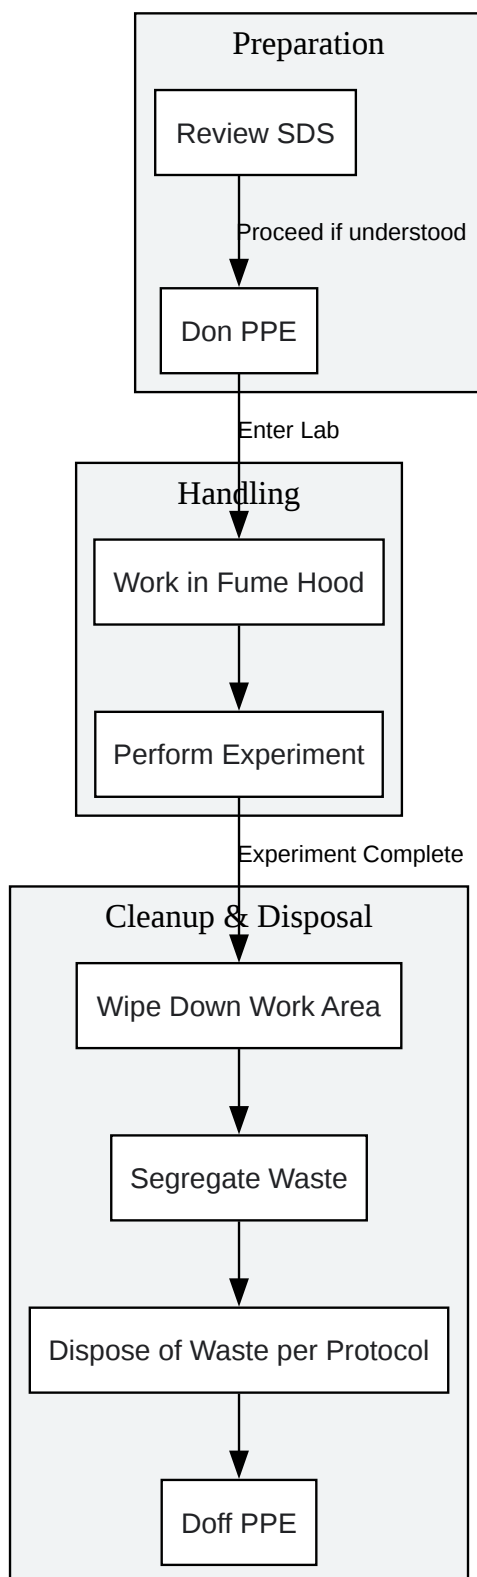 Preparation
Review SDS
Proceed if understood
Don PPE
Enter Lab
Handling
Work in Fume Hood
Perform Experiment
Experiment Complete
Cleanup & Disposal
Wipe Down Work Area
Segregate Waste
Dispose of Waste per Protocol
Doff PPE